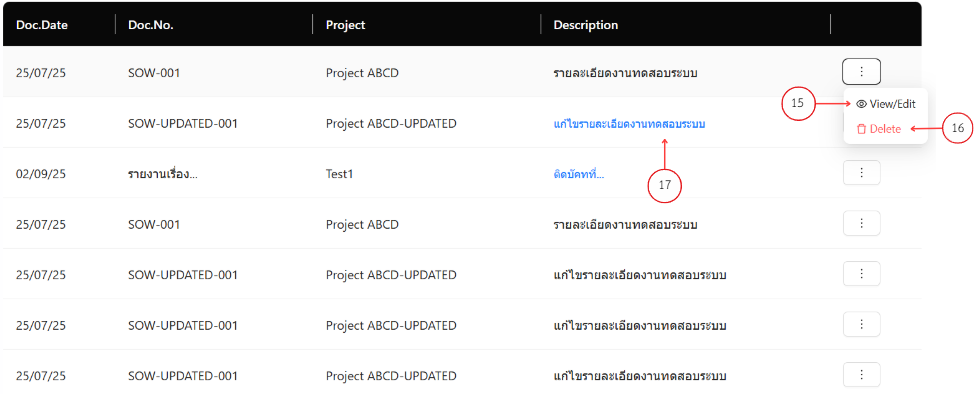 Doc.Date Doc.No. Project Description
25/07/25 SOW-001 Project ABCD รายละเอียดงานทดสอบระบบ ⋮
15 View/Edit
25/07/25 SOW-UPDATED-001 Project ABCD-UPDATED แก้ไขรายละเอียดงานทดสอบระบบ
Delete 16
02/09/25 รายงานเรื่อง... Test1 ติดบัคทที่... ⋮
17
25/07/25 SOW-001 Project ABCD รายละเอียดงานทดสอบระบบ ⋮
25/07/25 SOW-UPDATED-001 Project ABCD-UPDATED แก้ไขรายละเอียดงานทดสอบระบบ ⋮
25/07/25 SOW-UPDATED-001 Project ABCD-UPDATED แก้ไขรายละเอียดงานทดสอบระบบ ⋮
25/07/25 SOW-UPDATED-001 Project ABCD-UPDATED แก้ไขรายละเอียดงานทดสอบระบบ ⋮